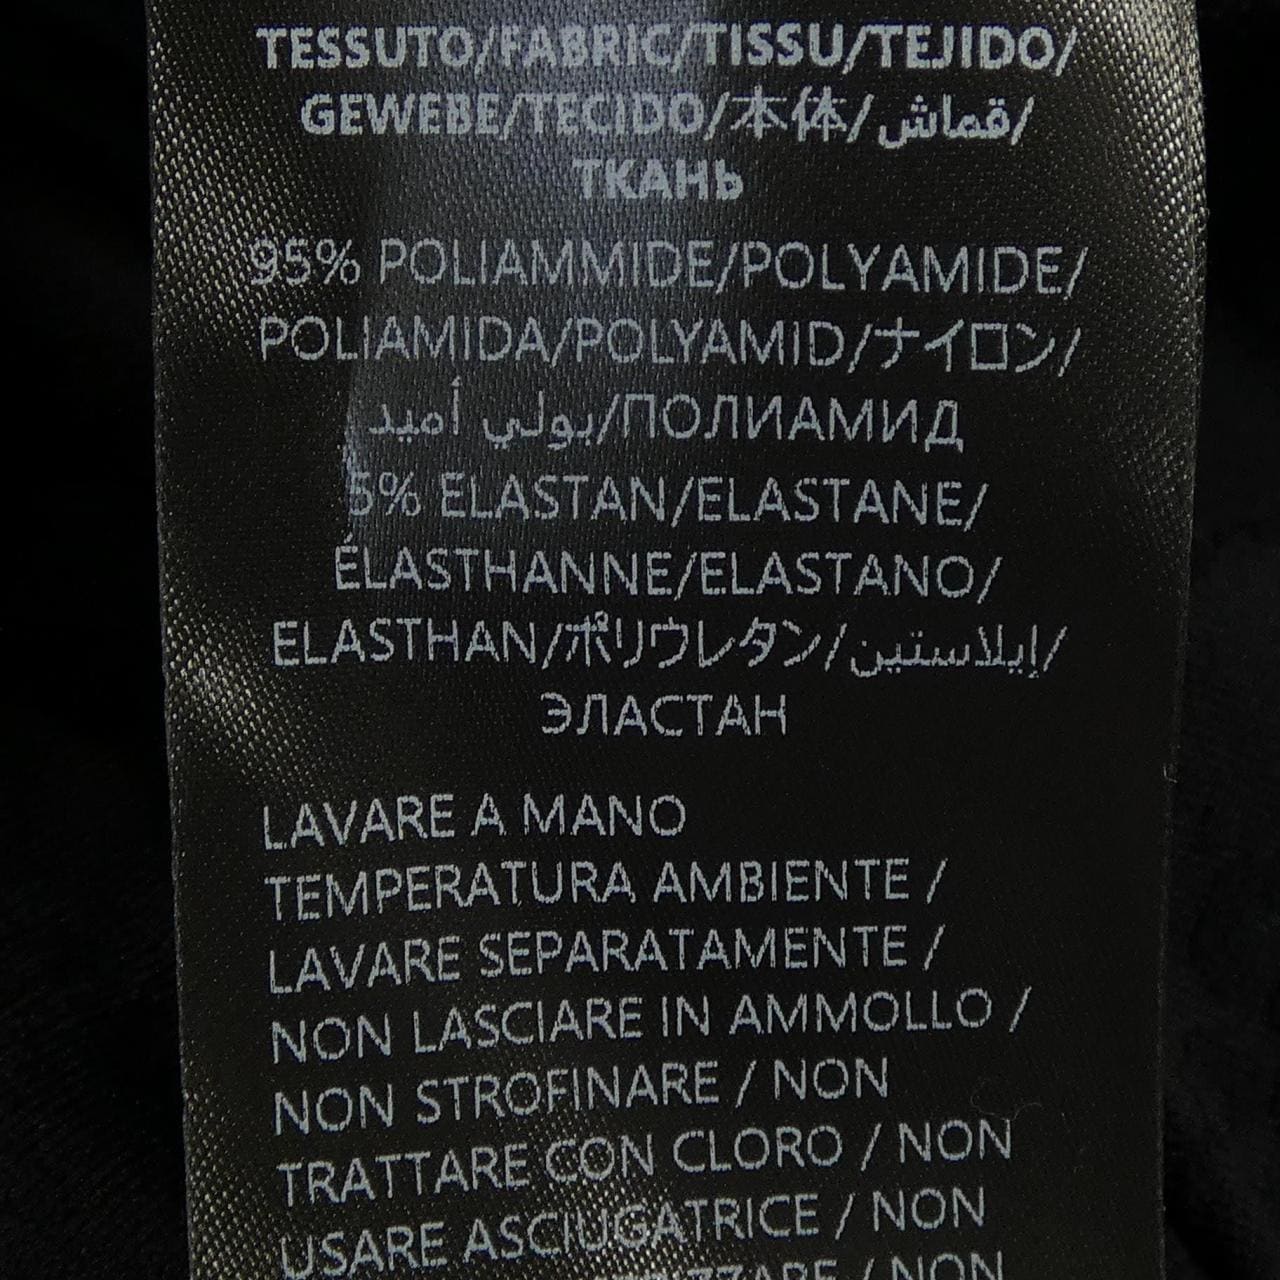 TESSUTO/FABRIC/TISSU/TEJIDO/
GEWEBE/TECIDO/本体/قماش/
ТКАНЬ
95% POLIAMMIDE/POLYAMIDE/
POLIAMIDA/POLYAMID/ナイロン/
بولي أميد/ПОЛИАМИД
5% ELASTAN/ELASTANE/
ÉLASTHANNE/ELASTANO/
ELASTHAN/ポリウレタン/إيلاستين/
ЭЛАСТАН
LAVARE A MANO
TEMPERATURA AMBIENTE /
LAVARE SEPARATAMENTE /
NON LASCIARE IN AMMOLLO /
NON STROFINARE / NON
TRATTARE CON CLORO / NON
USARE ASCIUGATRICE / NON
/ NON